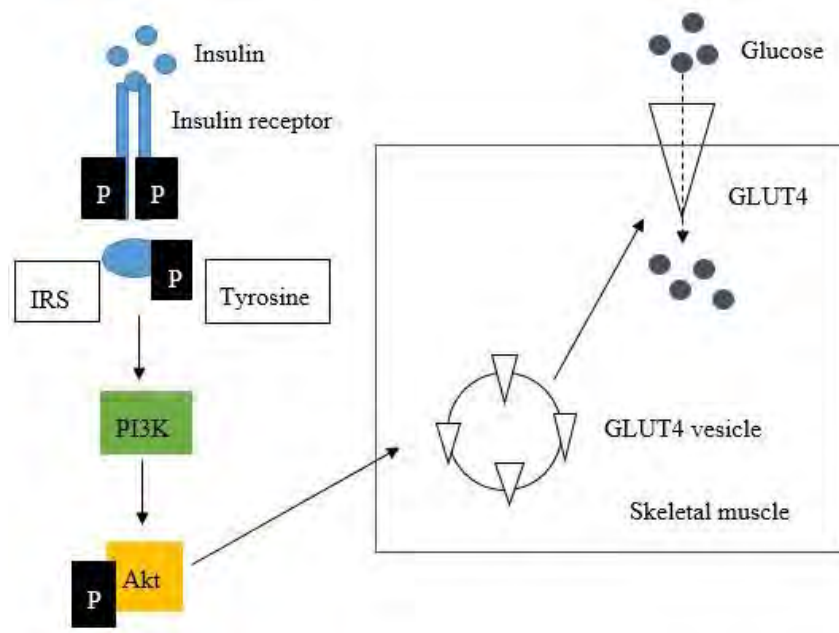 Insulin
Insulin receptor
P
P
IRS
P
Tyrosine
PI3K
P
Akt
Glucose
GLUT4
GLUT4 vesicle
Skeletal muscle